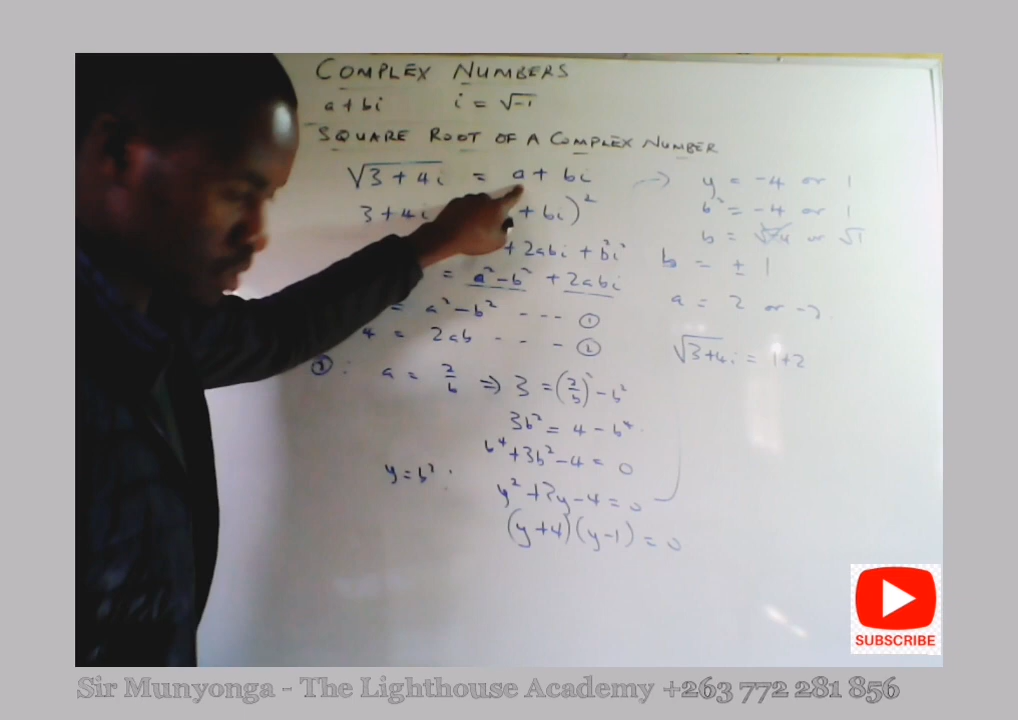 COMPLEX NUMBERS
a + bi i = √-1
SQUARE ROOT OF A COMPLEX NUMBER
√3 + 4i = a + bi
3 + 4i + bi)²
+ 2abi + b²i²
= a² - b² + 2abi
= a² - b² --- ①
4 = 2ab --- ②
②: a = 2/b ⇒ 3 = (2/b)² - b²
3b² = 4 - b⁴
b⁴ + 3b² - 4 = 0
y = b²
y² + 3y - 4 = 0
(y + 4)(y - 1) = 0
→ y = -4 or 1
b² = -4 or 1
b = √-4 or √1
b = ± 1
a = 2 or -2
√3+4i = 1+2
SUBSCRIBE
Sir Munyonga - The Lighthouse Academy +263 772 281 856